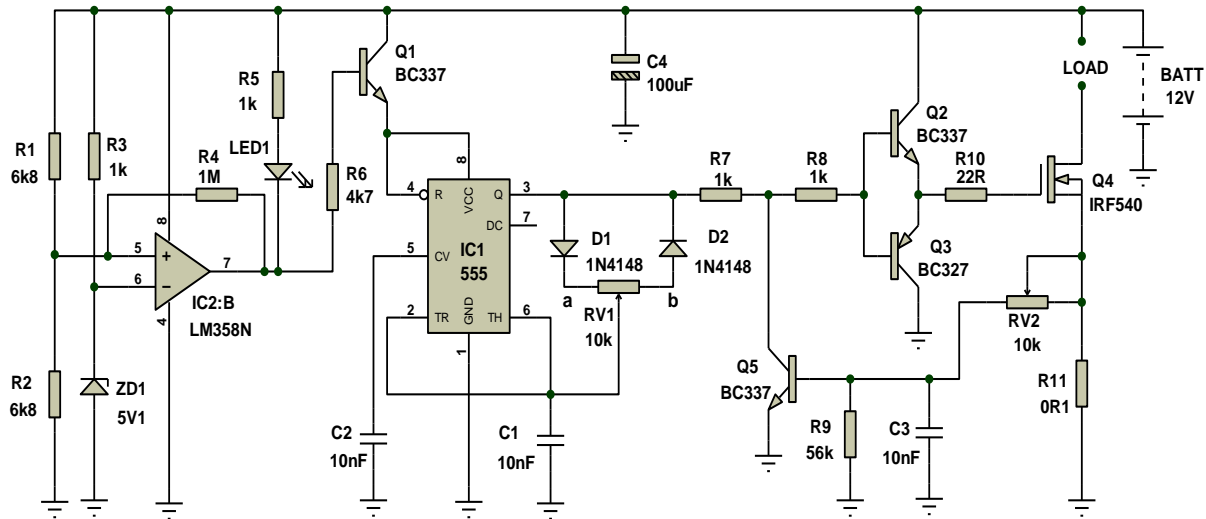 R1
6k8
R2
6k8
R3
1k
ZD1
5V1
R4
1M
8
5
+
6
−
7
4
IC2:B
LM358N
R5
1k
LED1
R6
4k7
Q1
BC337
C4
100uF
8
4
R
VCC
Q
3
DC
7
5
CV
IC1
555
2
TR
GND
TH
6
1
C2
10nF
C1
10nF
D1
1N4148
D2
1N4148
a
b
RV1
10k
R7
1k
R8
1k
Q2
BC337
Q3
BC327
R10
22R
Q4
IRF540
LOAD
BATT
12V
Q5
BC337
R9
56k
C3
10nF
RV2
10k
R11
0R1